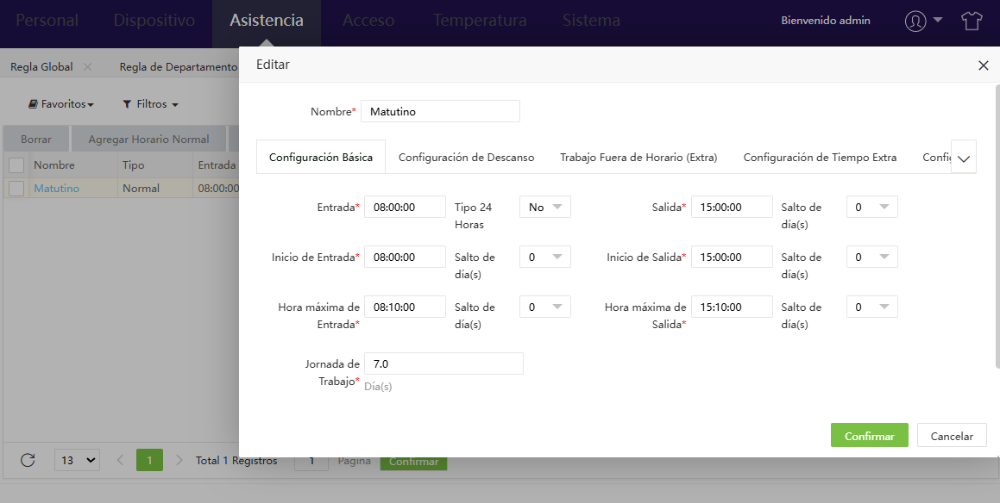 Personal Dispositivo Asistencia Acceso Temperatura Sistema Bienvenido admin
Regla Global Regla de Departamento
Favoritos Filtros
Borrar Agregar Horario Normal
Nombre Tipo Entrada
Matutino Normal 08:00:00
Editar
Nombre* Matutino
Configuración Básica Configuración de Descanso Trabajo Fuera de Horario (Extra) Configuración de Tiempo Extra
Entrada* 08:00:00 Tipo 24 No Salida* 15:00:00 Salto de 0
Horas día(s)
Inicio de Entrada* 08:00:00 Salto de 0 Inicio de Salida* 15:00:00 Salto de 0
día(s) día(s)
Hora máxima de 08:10:00 Salto de 0 Hora máxima de 15:10:00 Salto de 0
Entrada* día(s) Salida* día(s)
Jornada de 7.0
Trabajo* Día(s)
Confirmar Cancelar
13 1 Total 1 Registros 1 Pagina Confirmar